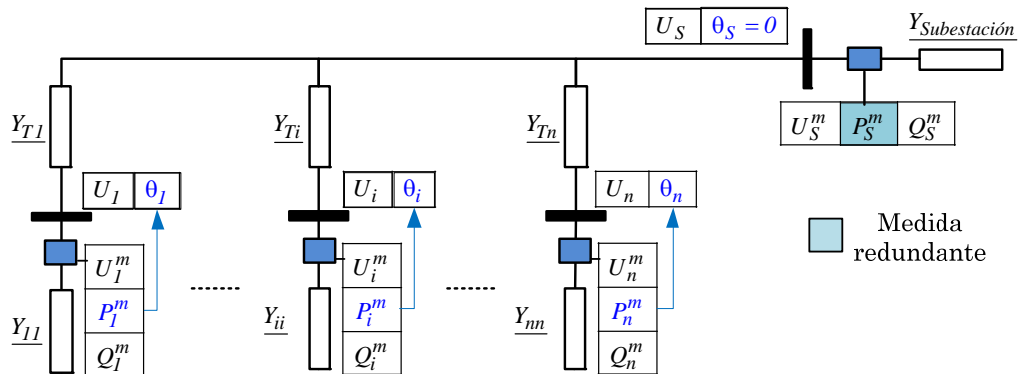 U_S θ_S = 0
Y_Subestación
U_S^m P_S^m Q_S^m
Y_T1
Y_Ti
Y_Tn
U_1 θ_1
U_i θ_i
U_n θ_n
U_1^m
P_1^m
Q_1^m
Y_11
U_i^m
P_i^m
Q_i^m
Y_ii
U_n^m
P_n^m
Q_n^m
Y_nn
Medida
redundante